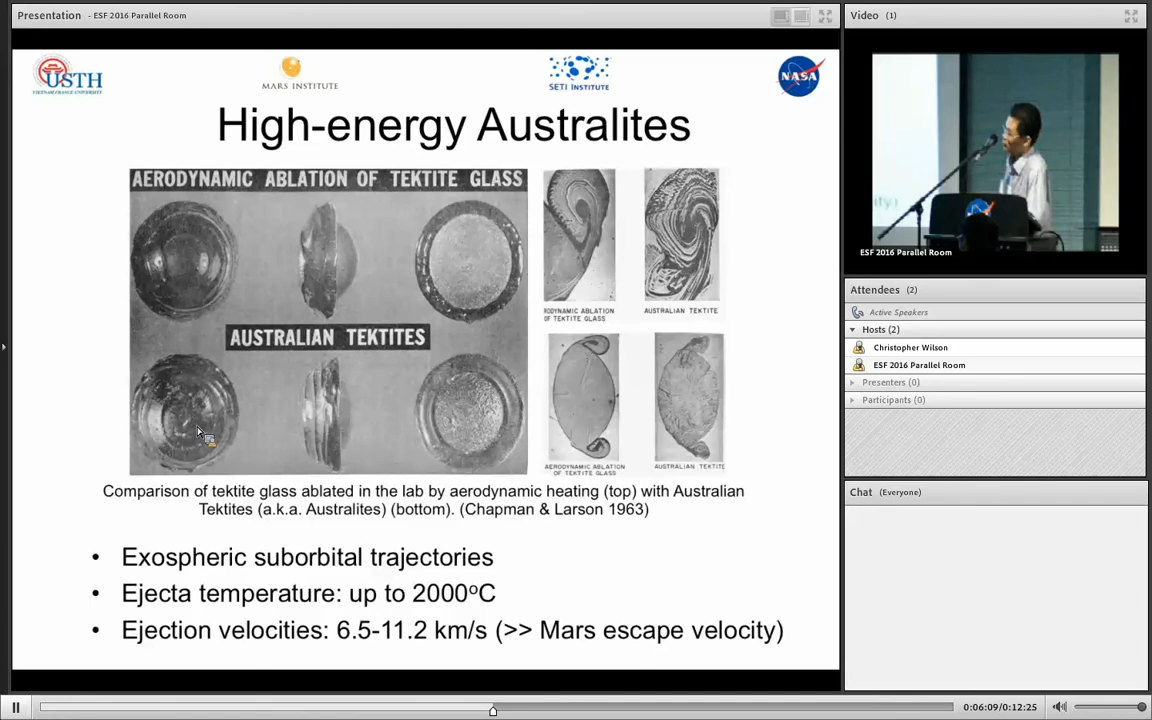 Presentation - ESF 2016 Parallel Room
USTH
VIETNAM FRANCE UNIVERSITY
MARS INSTITUTE
SETI INSTITUTE
NASA
High-energy Australites
AERODYNAMIC ABLATION OF TEKTITE GLASS
AUSTRALIAN TEKTITES
RODYNAMIC ABLATION
OF TEKTITE GLASS
AUSTRALIAN TEKTITE
AERODYNAMIC ABLATION
OF TEKTITE GLASS
AUSTRALIAN TEKTITE
Comparison of tektite glass ablated in the lab by aerodynamic heating (top) with Australian
Tektites (a.k.a. Australites) (bottom). (Chapman & Larson 1963)
• Exospheric suborbital trajectories
• Ejecta temperature: up to 2000ºC
• Ejection velocities: 6.5-11.2 km/s (>> Mars escape velocity)
0:06:09/0:12:25
Video (1)
ESF 2016 Parallel Room
Attendees (2)
Active Speakers
Hosts (2)
Christopher Wilson
ESF 2016 Parallel Room
Presenters (0)
Participants (0)
Chat (Everyone)